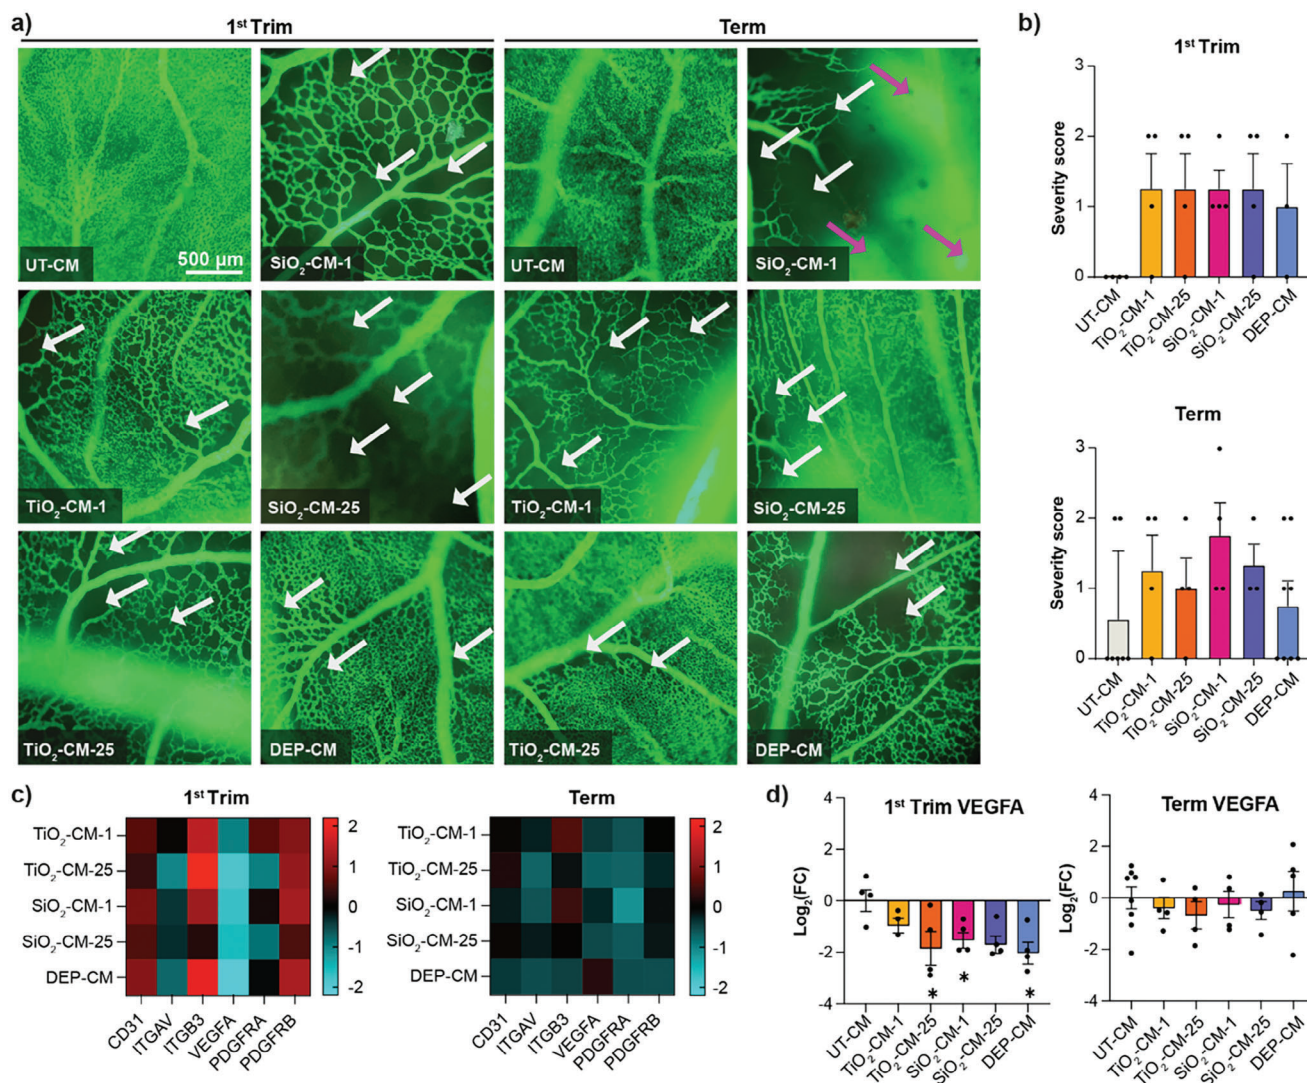 a)
1st Trim
Term
UT-CM
500 µm
SiO2-CM-1
UT-CM
SiO2-CM-1
TiO2-CM-1
SiO2-CM-25
TiO2-CM-1
SiO2-CM-25
TiO2-CM-25
DEP-CM
TiO2-CM-25
DEP-CM
b)
1st Trim
Severity score
3
2
1
0
UT-CM
TiO2-CM-1
TiO2-CM-25
SiO2-CM-1
SiO2-CM-25
DEP-CM
Term
Severity score
3
2
1
0
UT-CM
TiO2-CM-1
TiO2-CM-25
SiO2-CM-1
SiO2-CM-25
DEP-CM
c)
1st Trim
TiO2-CM-1
TiO2-CM-25
SiO2-CM-1
SiO2-CM-25
DEP-CM
CD31
ITGAV
ITGB3
VEGFA
PDGFRA
PDGFRB
2
1
0
-1
-2
Term
TiO2-CM-1
TiO2-CM-25
SiO2-CM-1
SiO2-CM-25
DEP-CM
CD31
ITGAV
ITGB3
VEGFA
PDGFRA
PDGFRB
2
1
0
-1
-2
d)
1st Trim VEGFA
Log2(FC)
4
2
0
-2
-4
*
*
*
UT-CM
TiO2-CM-1
TiO2-CM-25
SiO2-CM-1
SiO2-CM-25
DEP-CM
Term VEGFA
Log2(FC)
4
2
0
-2
-4
UT-CM
TiO2-CM-1
TiO2-CM-25
SiO2-CM-1
SiO2-CM-25
DEP-CM